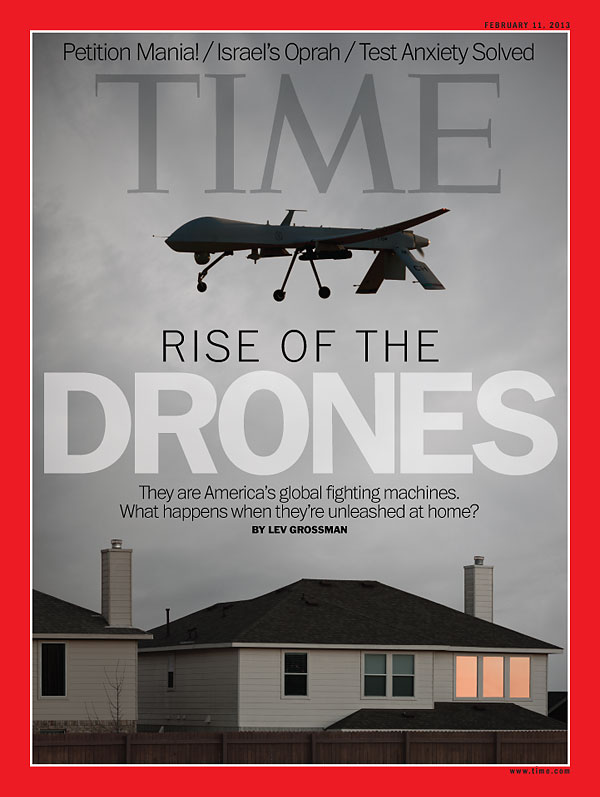 FEBRUARY 11, 2013
Petition Mania! / Israel's Oprah / Test Anxiety Solved
TIME
RISE OF THE
DRONES
They are America's global fighting machines.
What happens when they're unleashed at home?
BY LEV GROSSMAN
www.time.com